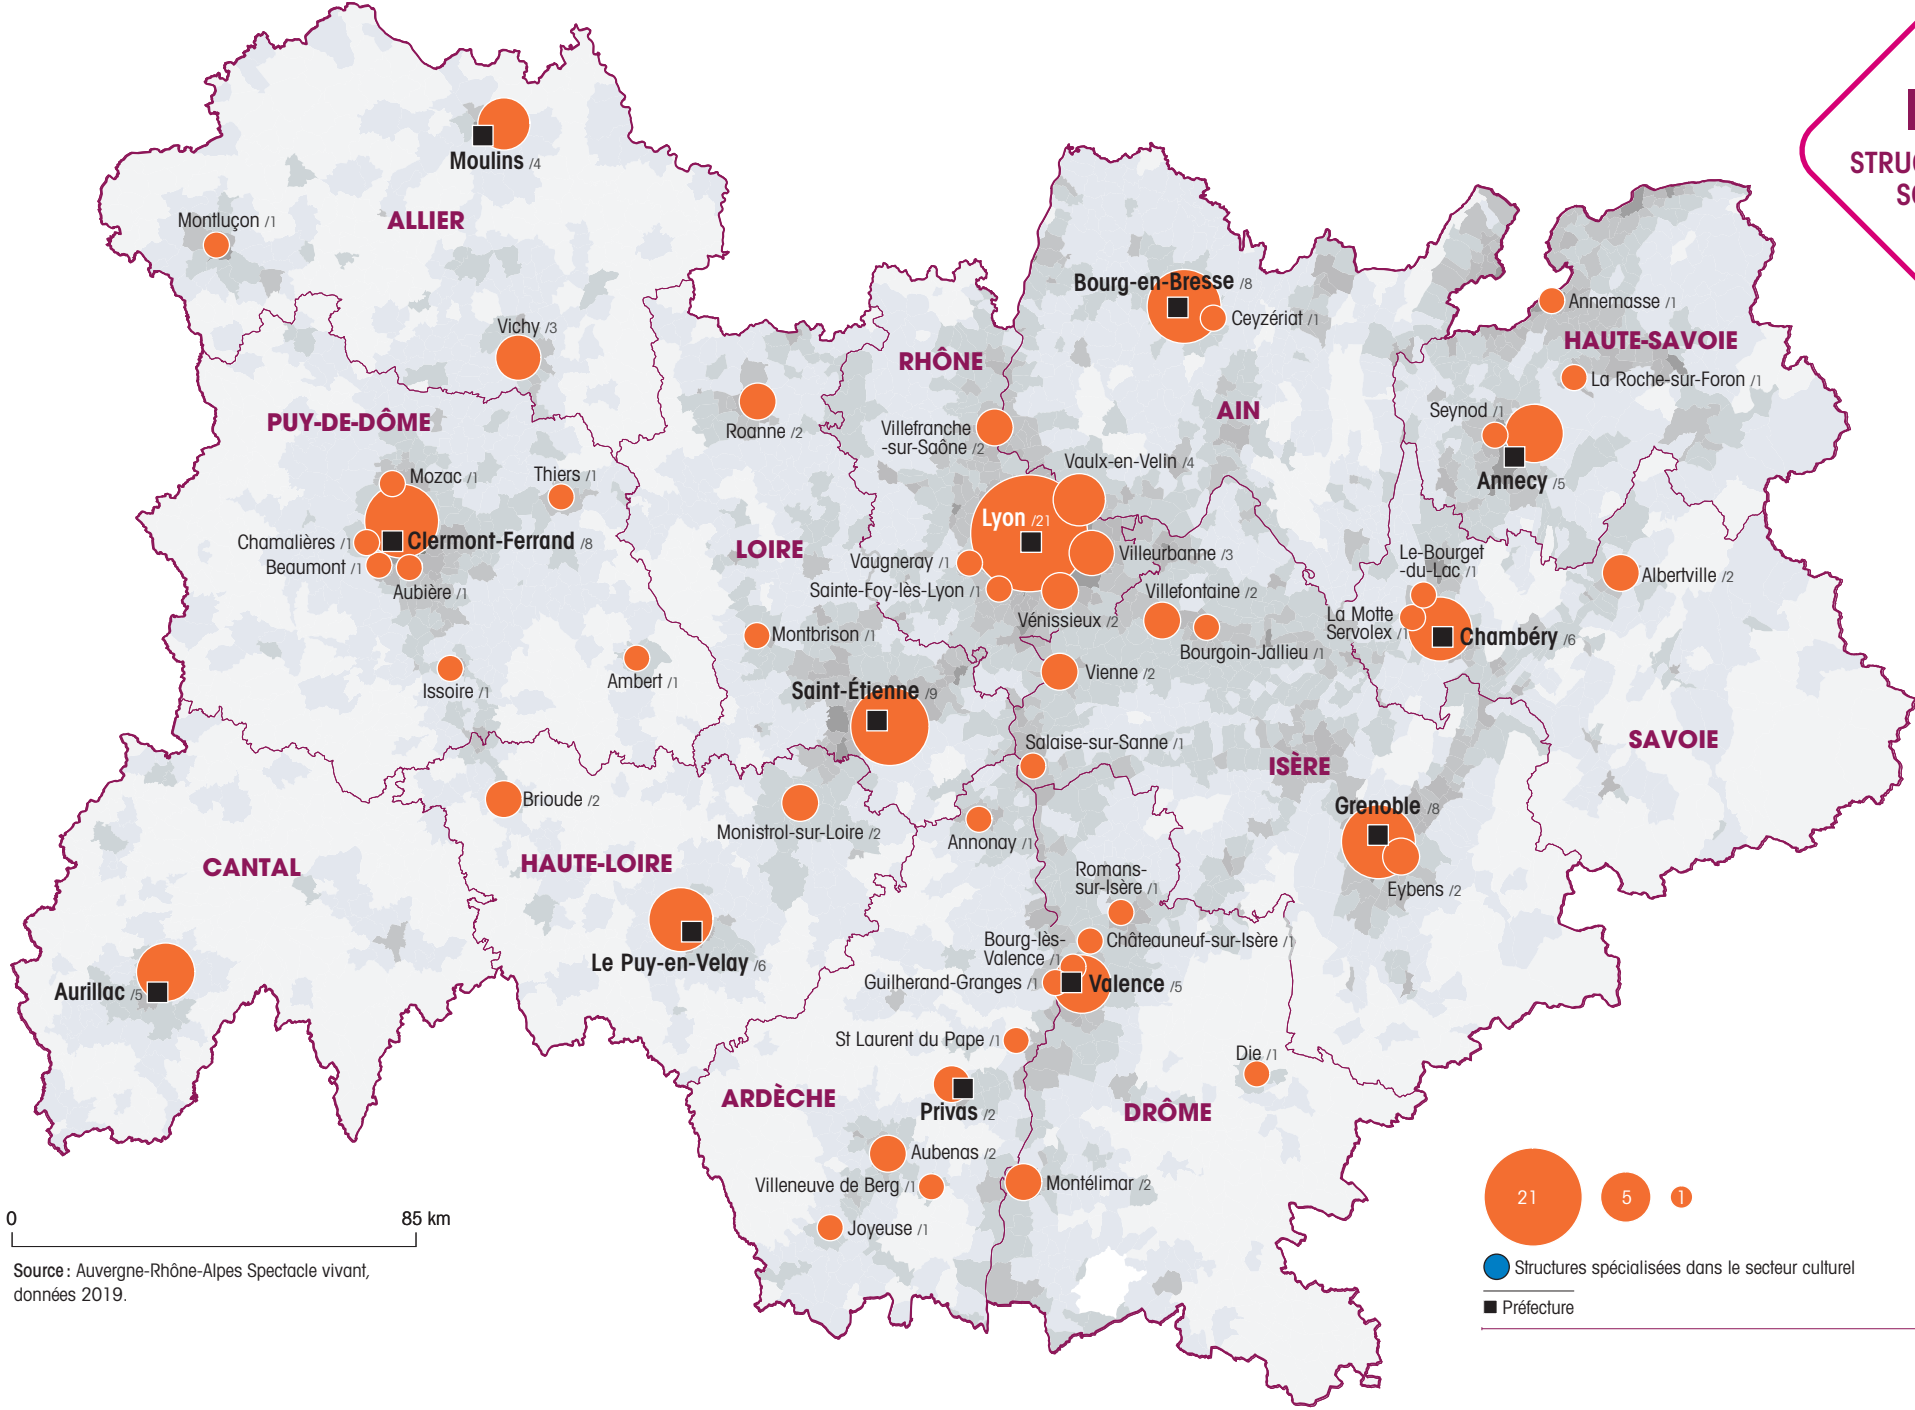 STRUC
SC
Moulins /4
Montluçon /1
ALLIER
Vichy /3
Bourg-en-Bresse /8
Ceyzériat /1
Annemasse /1
HAUTE-SAVOIE
La Roche-sur-Foron /1
RHÔNE
AIN
Seynod /1
Annecy /5
PUY-DE-DÔME
Roanne /2
Villefranche
-sur-Saône /2
Vaulx-en-Velin /4
Mozac /1
Thiers /1
Lyon /21
Clermont-Ferrand /8
Chamalières /1
Beaumont /1
Aubière /1
LOIRE
Vaugneray /1
Villeurbanne /3
Sainte-Foy-lès-Lyon /1
Villefontaine /2
Vénissieux /2
Le-Bourget
-du-Lac /1
Albertville /2
La Motte
Servolex /1
Chambéry /6
Montbrison /1
Bourgoin-Jallieu /1
Vienne /2
Issoire /1
Ambert /1
Saint-Étienne /9
Salaise-sur-Sanne /1
SAVOIE
ISÈRE
Brioude /2
Monistrol-sur-Loire /2
Annonay /1
Grenoble /8
Eybens /2
CANTAL
HAUTE-LOIRE
Romans-
sur-Isère /1
Bourg-lès-
Valence /1
Châteauneuf-sur-Isère /1
Le Puy-en-Velay /6
Guilherand-Granges /1
Valence /5
Aurillac /5
St Laurent du Pape /1
Die /1
ARDÈCHE
Privas /2
DRÔME
Aubenas /2
Villeneuve de Berg /1
Montélimar /2
Joyeuse /1
0
85 km
Source : Auvergne-Rhône-Alpes Spectacle vivant,
données 2019.
21
5
1
Structures spécialisées dans le secteur culturel
Préfecture